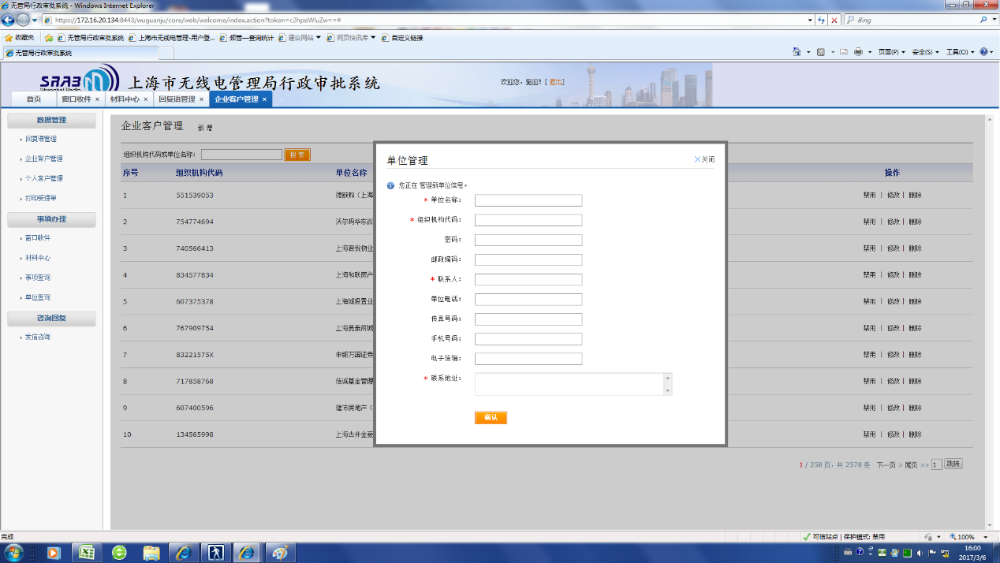 无管局行政审批系统 - Windows Internet Explorer
https://172.16.20.134:8443/wuguanju/core/web/welcome/index.action?token=c2hpeWluZw==#
Bing
收藏夹 无管局行政审批系统 上海市无线电管理-用户登... 频管一查询统计 建议网站 网页快讯库 自定义链接
无管局行政审批系统 页面(P) 安全(S) 工具(O)
SRAB 上海市无线电管理局行政审批系统
Shanghai Radio
欢迎您, ! [ 退出]
首页 窗口收件 × 材料中心 × 回复语管理 × 企业客户管理 ×
数据管理
回复语管理
企业客户管理
个人客户管理
打印受理单
事项办理
窗口收件
材料中心
事项查询
单位查询
咨询回复
发信咨询
企业客户管理 新 增
组织机构代码或单位名称: 搜 索
序号 组织机构代码 单位名称 操作
1 551539053 德丽购(上海 禁用 | 修改 | 删除
2 754774694 沃尔玛华东百 禁用 | 修改 | 删除
3 740566413 上海君悦物业 禁用 | 修改 | 删除
4 834577834 上海和联房产 禁用 | 修改 | 删除
5 607375378 上海城投置业 禁用 | 修改 | 删除
6 767909754 上海 商城 禁用 | 修改 | 删除
7 83221575X 申银万国证券 禁用 | 修改 | 删除
8 717858768 信诚基金管理 禁用 | 修改 | 删除
9 607400596 房地产( 禁用 | 修改 | 删除
10 134565998 上海古井金豪 禁用 | 修改 | 删除
1 / 258 页, 共 2578 条 下一页 > 尾页 >> 1 跳转
单位管理 ×关闭
您正在 管理新单位信息。
* 单位名称:
* 组织机构代码:
密码:
邮政编码:
* 联系人:
单位电话:
传真号码:
手机号码:
电子信箱:
* 联系地址:
确认
完成 可信站点 | 保护模式: 禁用 100%
16:00
2017/3/6